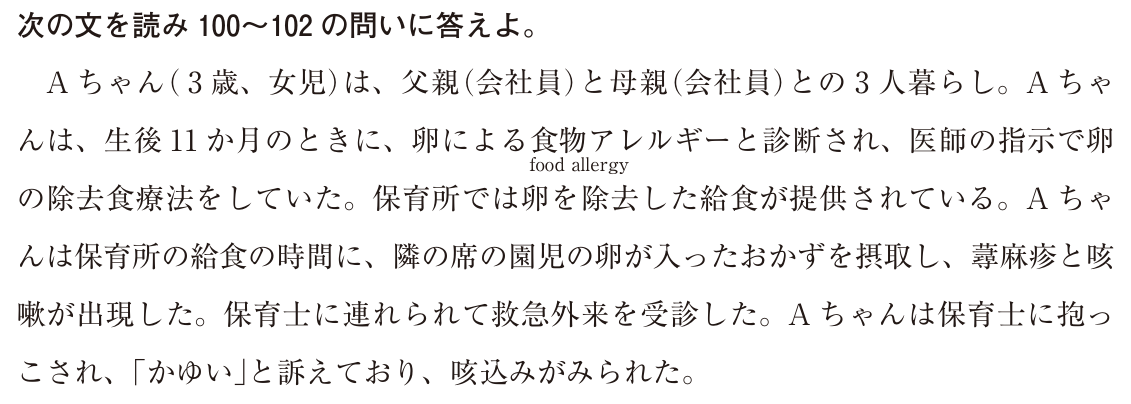 次の文を読み 100～102 の問いに答えよ。
　A ちゃん(3 歳、女児)は、父親(会社員)と母親(会社員)との 3 人暮らし。A ちゃ
んは、生後 11 か月のときに、卵による食物アレルギーと診断され、医師の指示で卵
food allergy
の除去食療法をしていた。保育所では卵を除去した給食が提供されている。A ちゃ
んは保育所の給食の時間に、隣の席の園児の卵が入ったおかずを摂取し、蕁麻疹と咳
嗽が出現した。保育士に連れられて救急外来を受診した。A ちゃんは保育士に抱っ
こされ、「かゆい」と訴えており、咳込みがみられた。